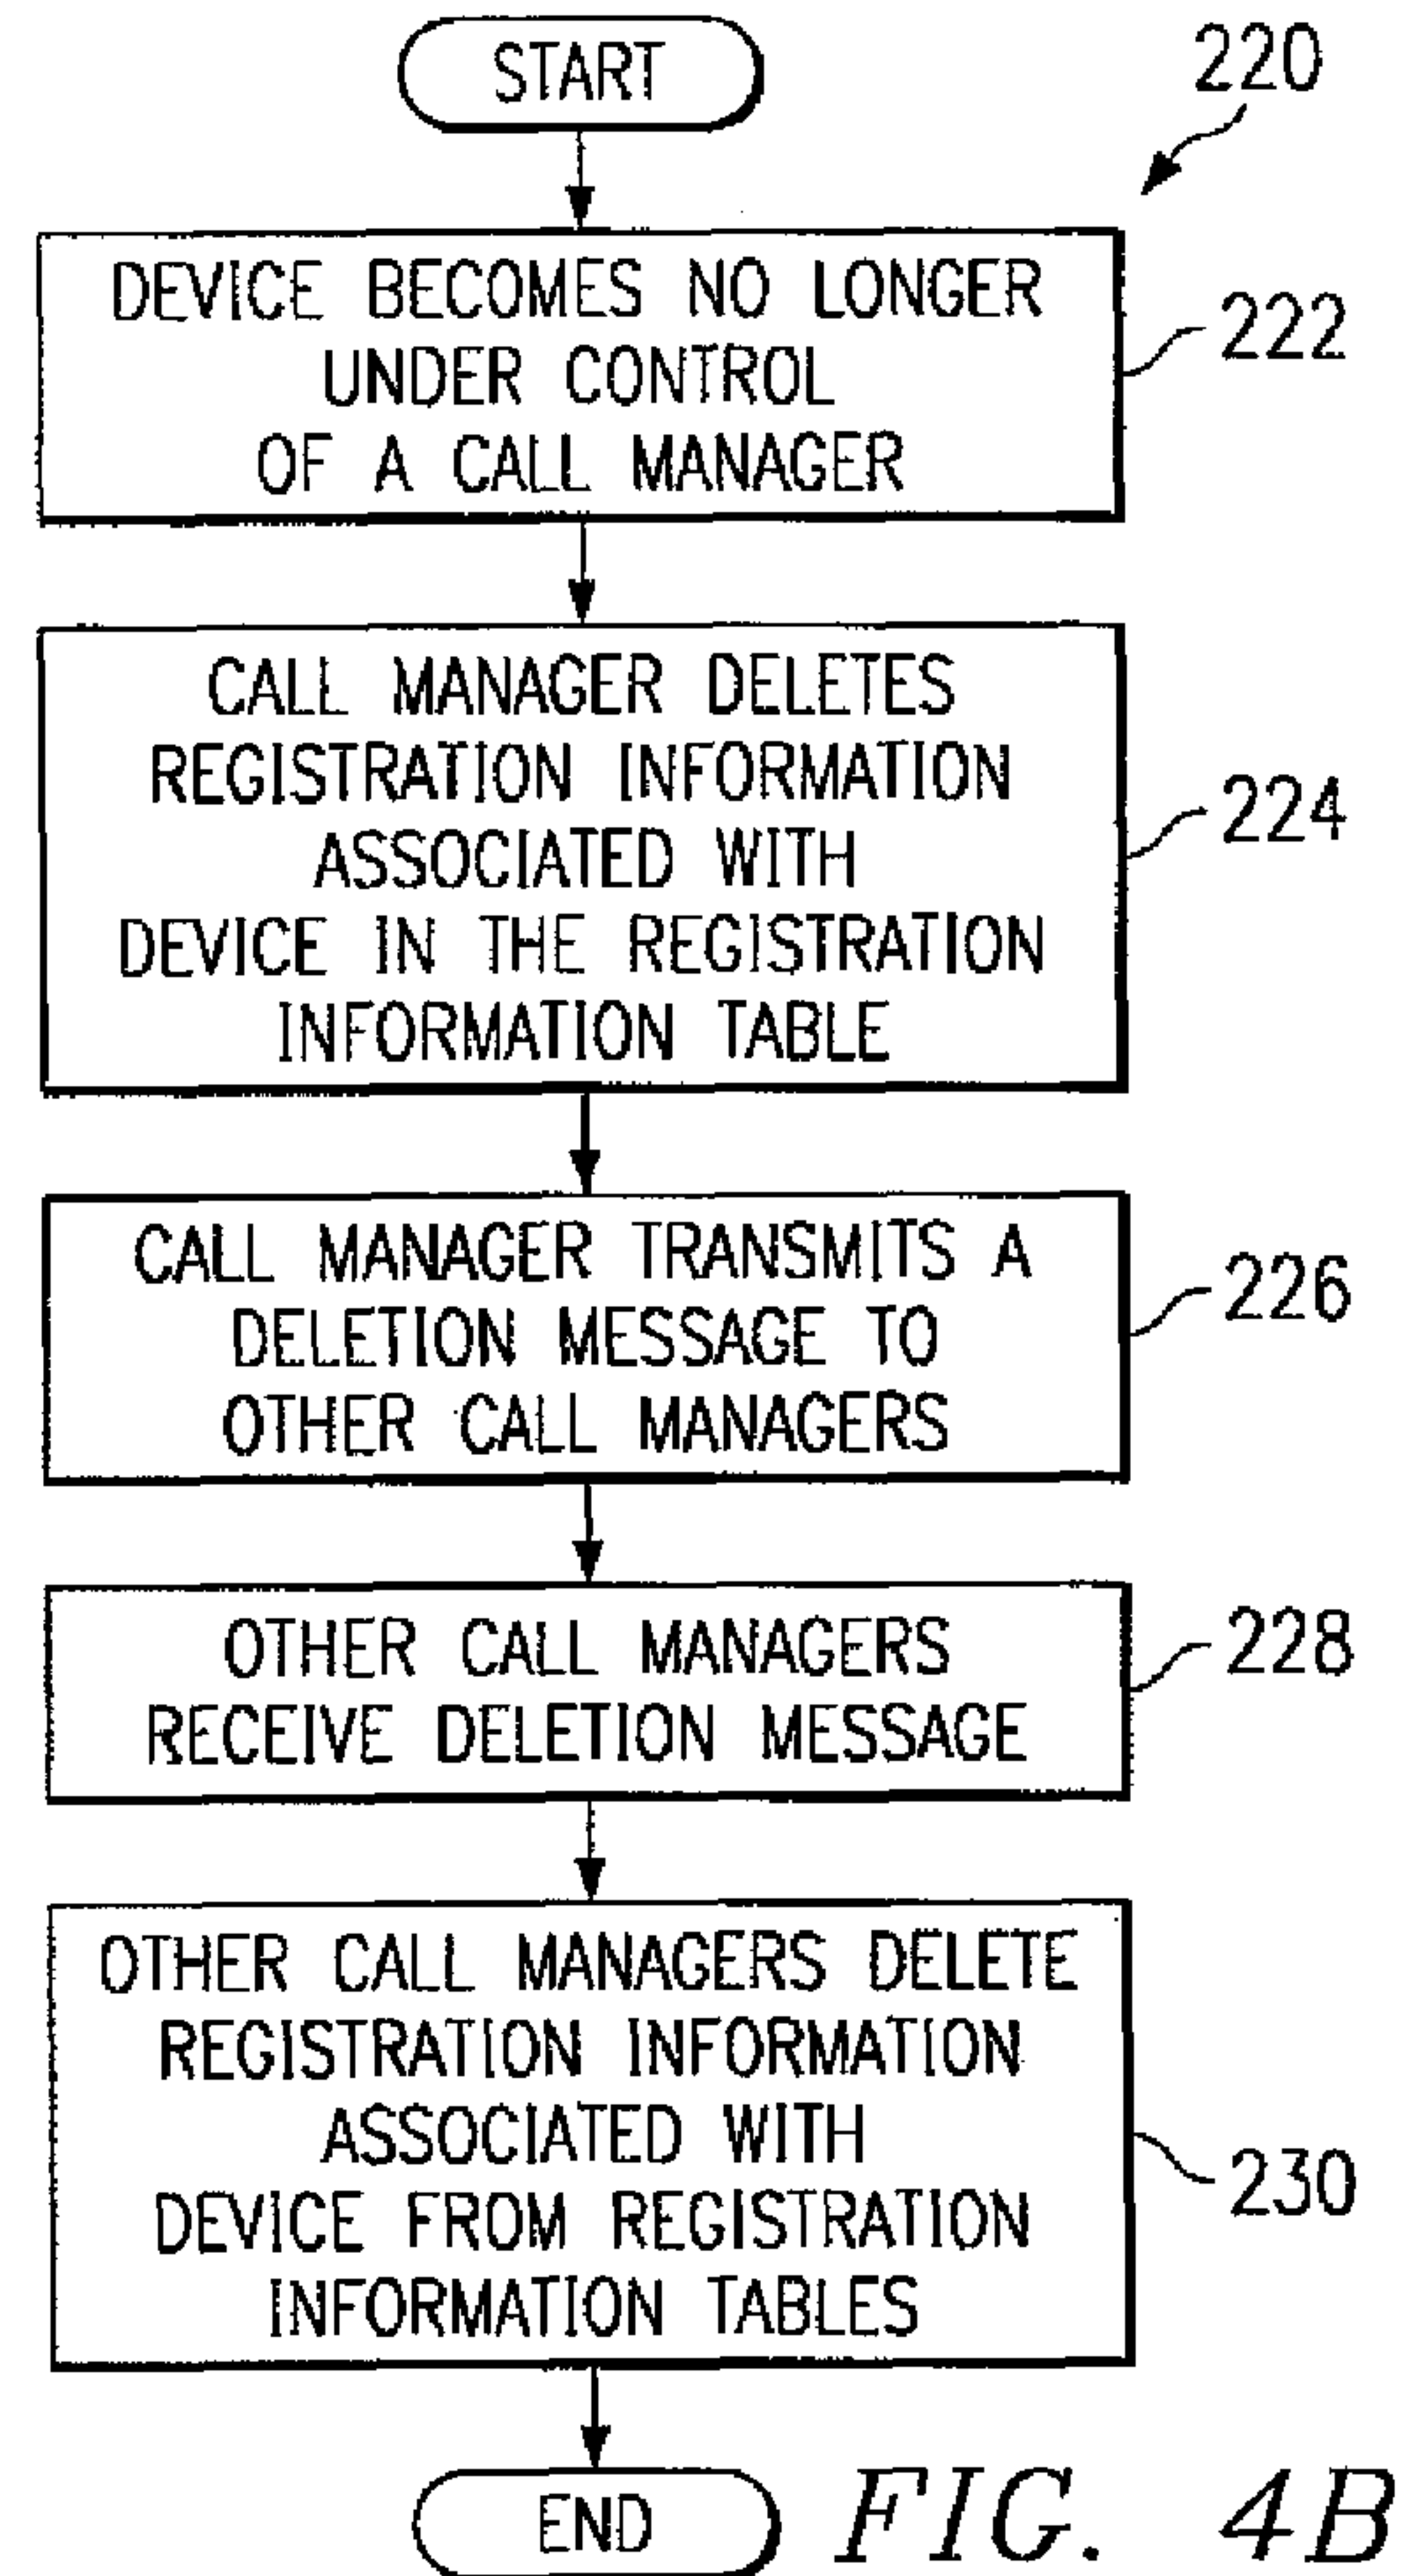 START
220
DEVICE BECOMES NO LONGER
UNDER CONTROL
OF A CALL MANAGER
222
CALL MANAGER DELETES
REGISTRATION INFORMATION
ASSOCIATED WITH
DEVICE IN THE REGISTRATION
INFORMATION TABLE
224
CALL MANAGER TRANSMITS A
DELETION MESSAGE TO
OTHER CALL MANAGERS
226
OTHER CALL MANAGERS
RECEIVE DELETION MESSAGE
228
OTHER CALL MANAGERS DELETE
REGISTRATION INFORMATION
ASSOCIATED WITH
DEVICE FROM REGISTRATION
INFORMATION TABLES
230
END
FIG. 4B